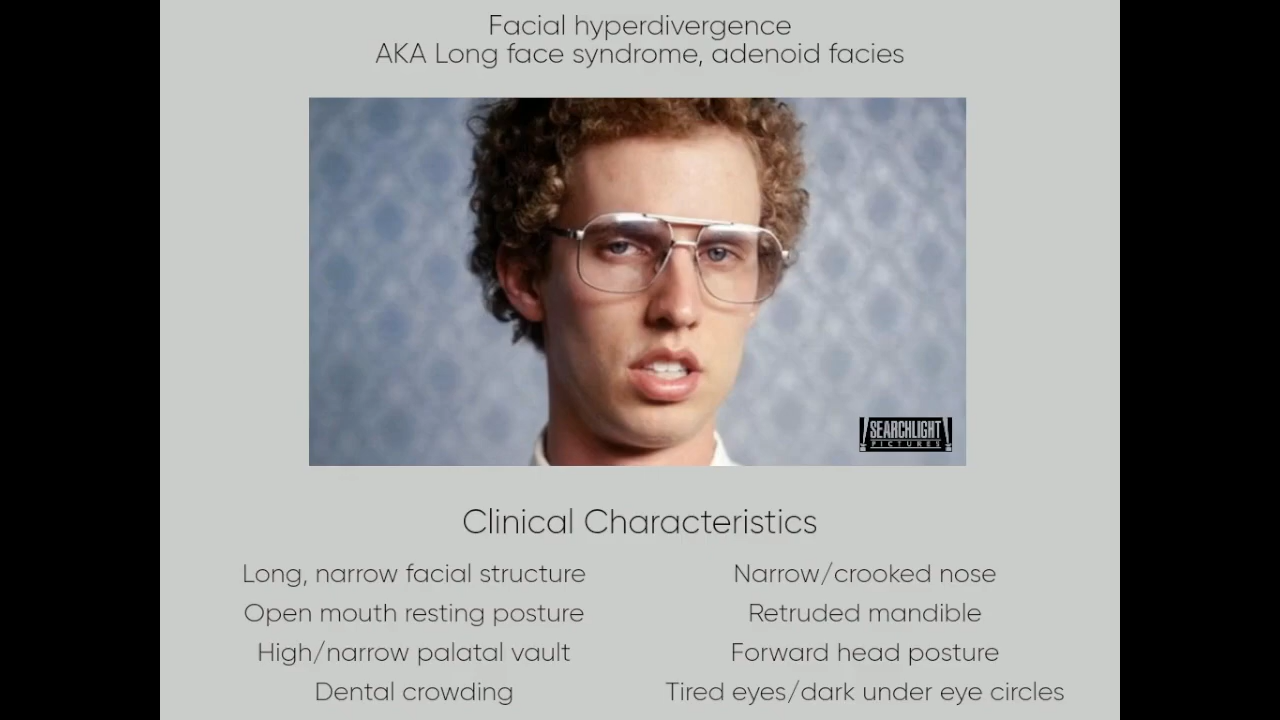 Facial hyperdivergence
AKA Long face syndrome, adenoid facies
SEARCHLIGHT
PICTURES
Clinical Characteristics
Long, narrow facial structure
Open mouth resting posture
High/narrow palatal vault
Dental crowding
Narrow/crooked nose
Retruded mandible
Forward head posture
Tired eyes/dark under eye circles